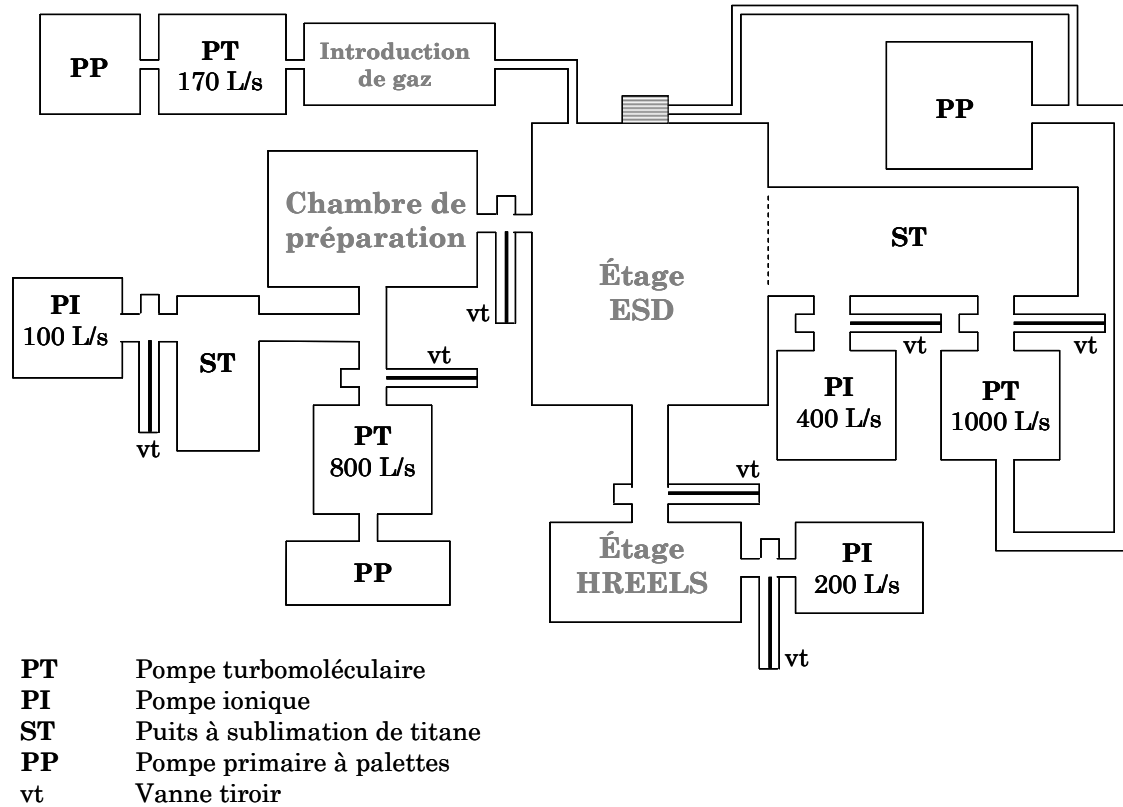 PP
PT
170 L/s
Introduction
de gaz
PP
Chambre de
préparation
ST
Étage
ESD
PI
100 L/s
vt
vt
vt
ST
vt
PI
400 L/s
PT
1000 L/s
vt
PT
800 L/s
vt
Étage
HREELS
PI
200 L/s
PP
vt
PT Pompe turbomoléculaire
PI Pompe ionique
ST Puits à sublimation de titane
PP Pompe primaire à palettes
vt Vanne tiroir